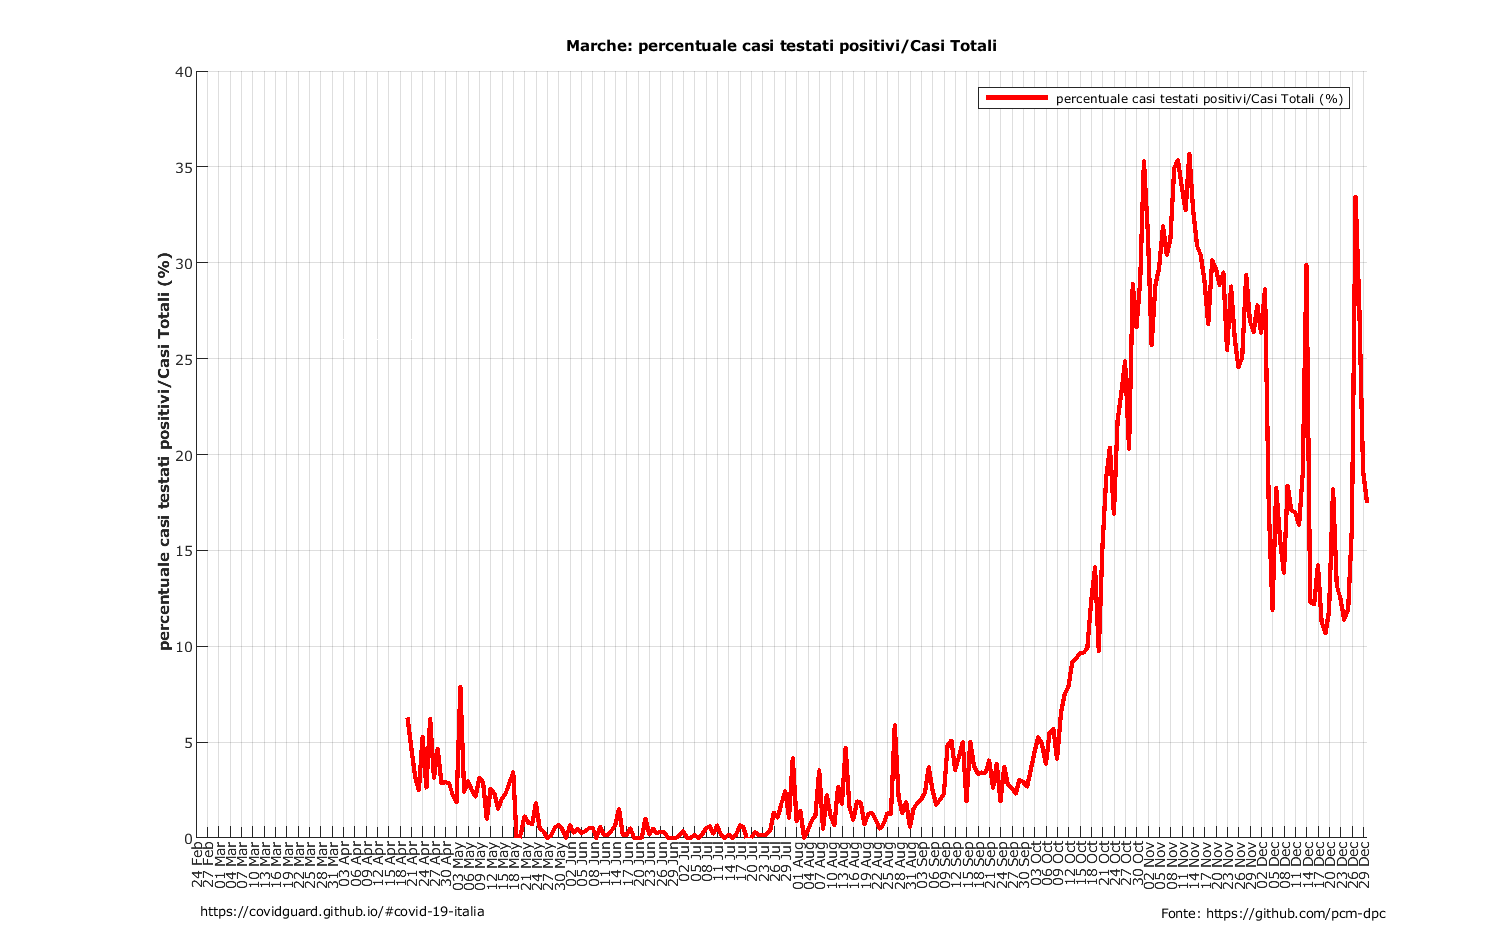 Marche: percentuale casi testati positivi/Casi Totali
percentuale casi testati positivi/Casi Totali (%)
percentuale casi testati positivi/Casi Totali (%)
40
35
30
25
20
15
10
5
0
24 Feb
27 Feb
01 Mar
04 Mar
07 Mar
10 Mar
13 Mar
16 Mar
19 Mar
22 Mar
25 Mar
28 Mar
31 Mar
03 Apr
06 Apr
09 Apr
12 Apr
15 Apr
18 Apr
21 Apr
24 Apr
27 Apr
30 Apr
03 May
06 May
09 May
12 May
15 May
18 May
21 May
24 May
27 May
30 May
02 Jun
05 Jun
08 Jun
11 Jun
14 Jun
17 Jun
20 Jun
23 Jun
26 Jun
29 Jun
02 Jul
05 Jul
08 Jul
11 Jul
14 Jul
17 Jul
20 Jul
23 Jul
26 Jul
29 Jul
01 Aug
04 Aug
07 Aug
10 Aug
13 Aug
16 Aug
19 Aug
22 Aug
25 Aug
28 Aug
31 Aug
03 Sep
06 Sep
09 Sep
12 Sep
15 Sep
18 Sep
21 Sep
24 Sep
27 Sep
30 Sep
03 Oct
06 Oct
09 Oct
12 Oct
15 Oct
18 Oct
21 Oct
24 Oct
27 Oct
30 Oct
02 Nov
05 Nov
08 Nov
11 Nov
14 Nov
17 Nov
20 Nov
23 Nov
26 Nov
29 Nov
02 Dec
05 Dec
08 Dec
11 Dec
14 Dec
17 Dec
20 Dec
23 Dec
26 Dec
29 Dec
https://covidguard.github.io/#covid-19-italia
Fonte: https://github.com/pcm-dpc